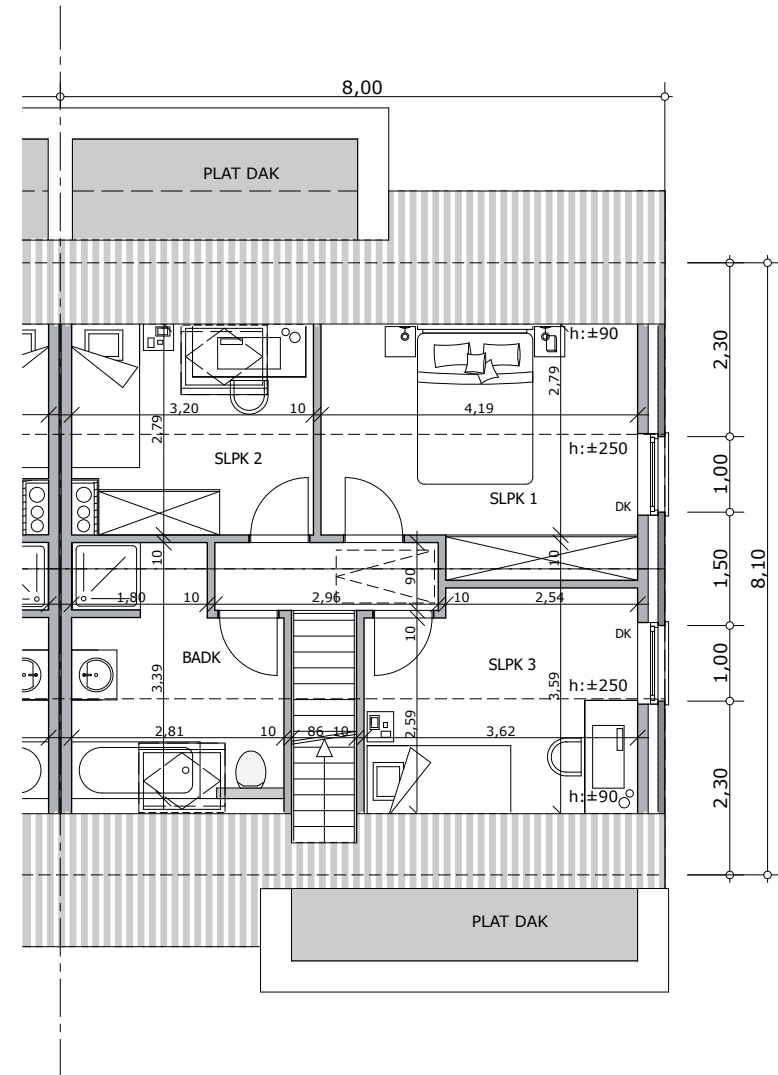 8,00
PLAT DAK
h:±90
2,30
2,79
3,20
10
4,19
2,79
h:±250
SLPK 2
SLPK 1
1,00
DK
10
90
10
1,50
8,10
1,80
10
2,96
10
2,54
10
DK
BADK
SLPK 3
1,00
3,39
h:±250
3,59
2,59
2,81
10
86
10
3,62
h:±90
2,30
PLAT DAK